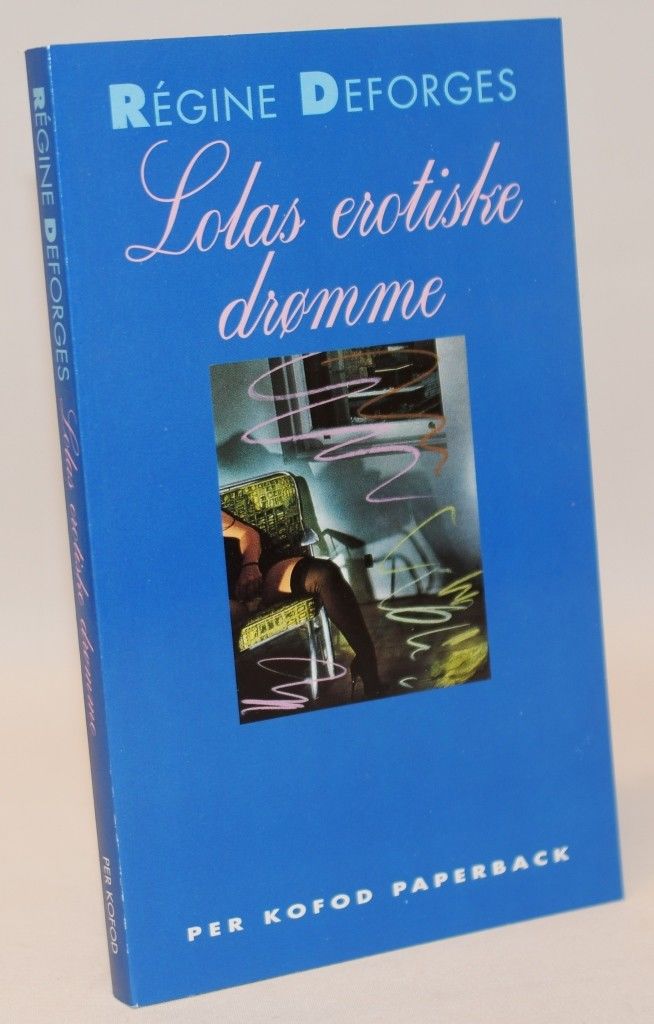 RÉGINE DEFORGES
Lolas erotiske
drømme
PER KOFOD PAPERBACK
RÉGINE DEFORGES Lolas erotiske drømme PER KOFOD